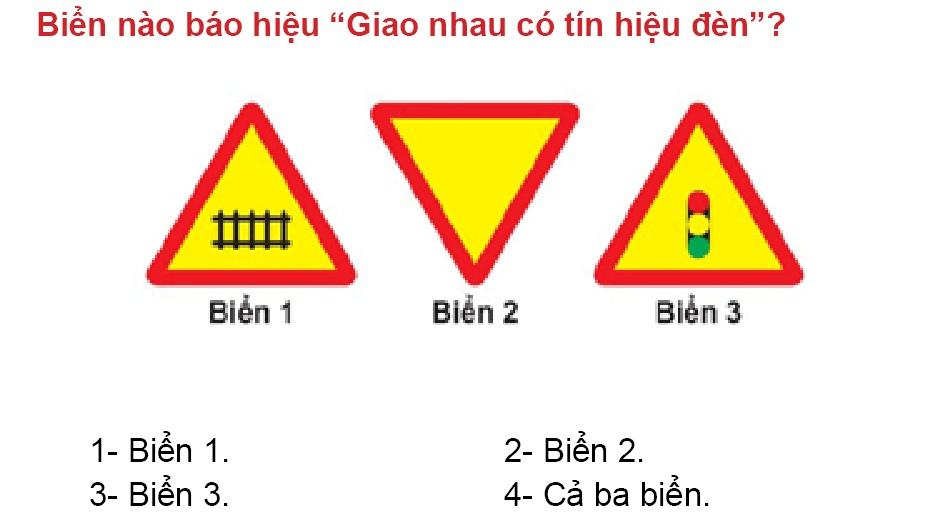 Biển nào báo hiệu “Giao nhau có tín hiệu đèn”?
Biển 1 Biển 2 Biển 3
1- Biển 1. 2- Biển 2.
3- Biển 3. 4- Cả ba biển.